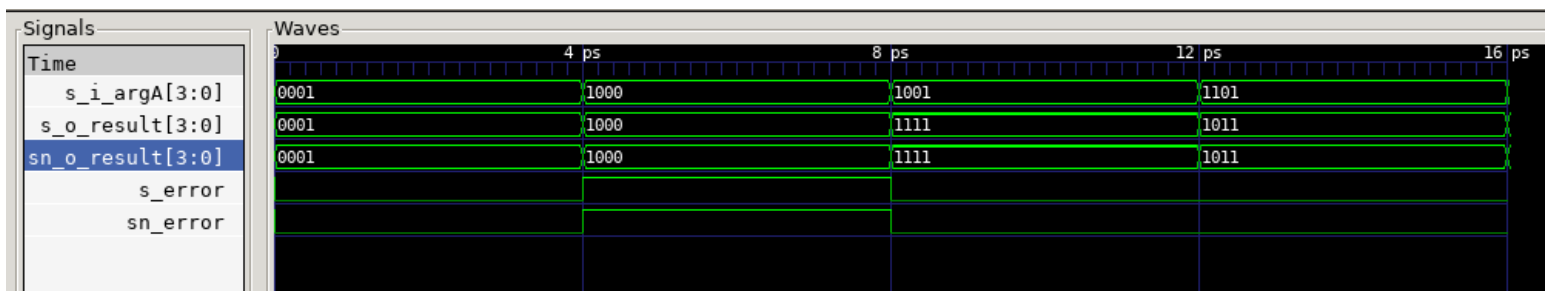 Signals Waves
Time 0 4 ps 8 ps 12 ps 16 ps
s_i_argA[3:0] 0001 1000 1001 1101
s_o_result[3:0] 0001 1000 1111 1011
sn_o_result[3:0] 0001 1000 1111 1011
s_error
sn_error